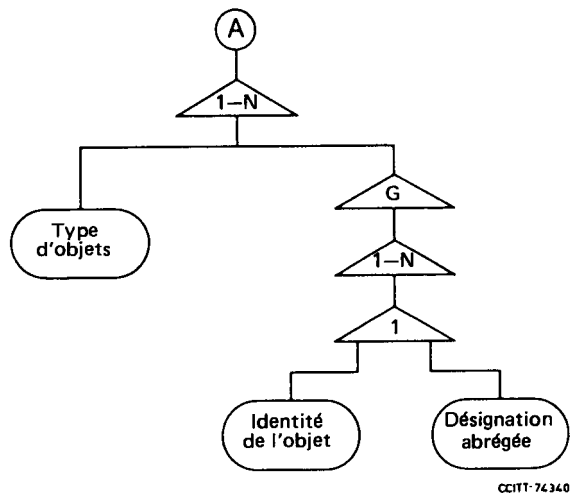 A
1–N
Type
d'objets
G
1–N
1
Identité
de l'objet
Désignation
abrégée
CCITT-74340